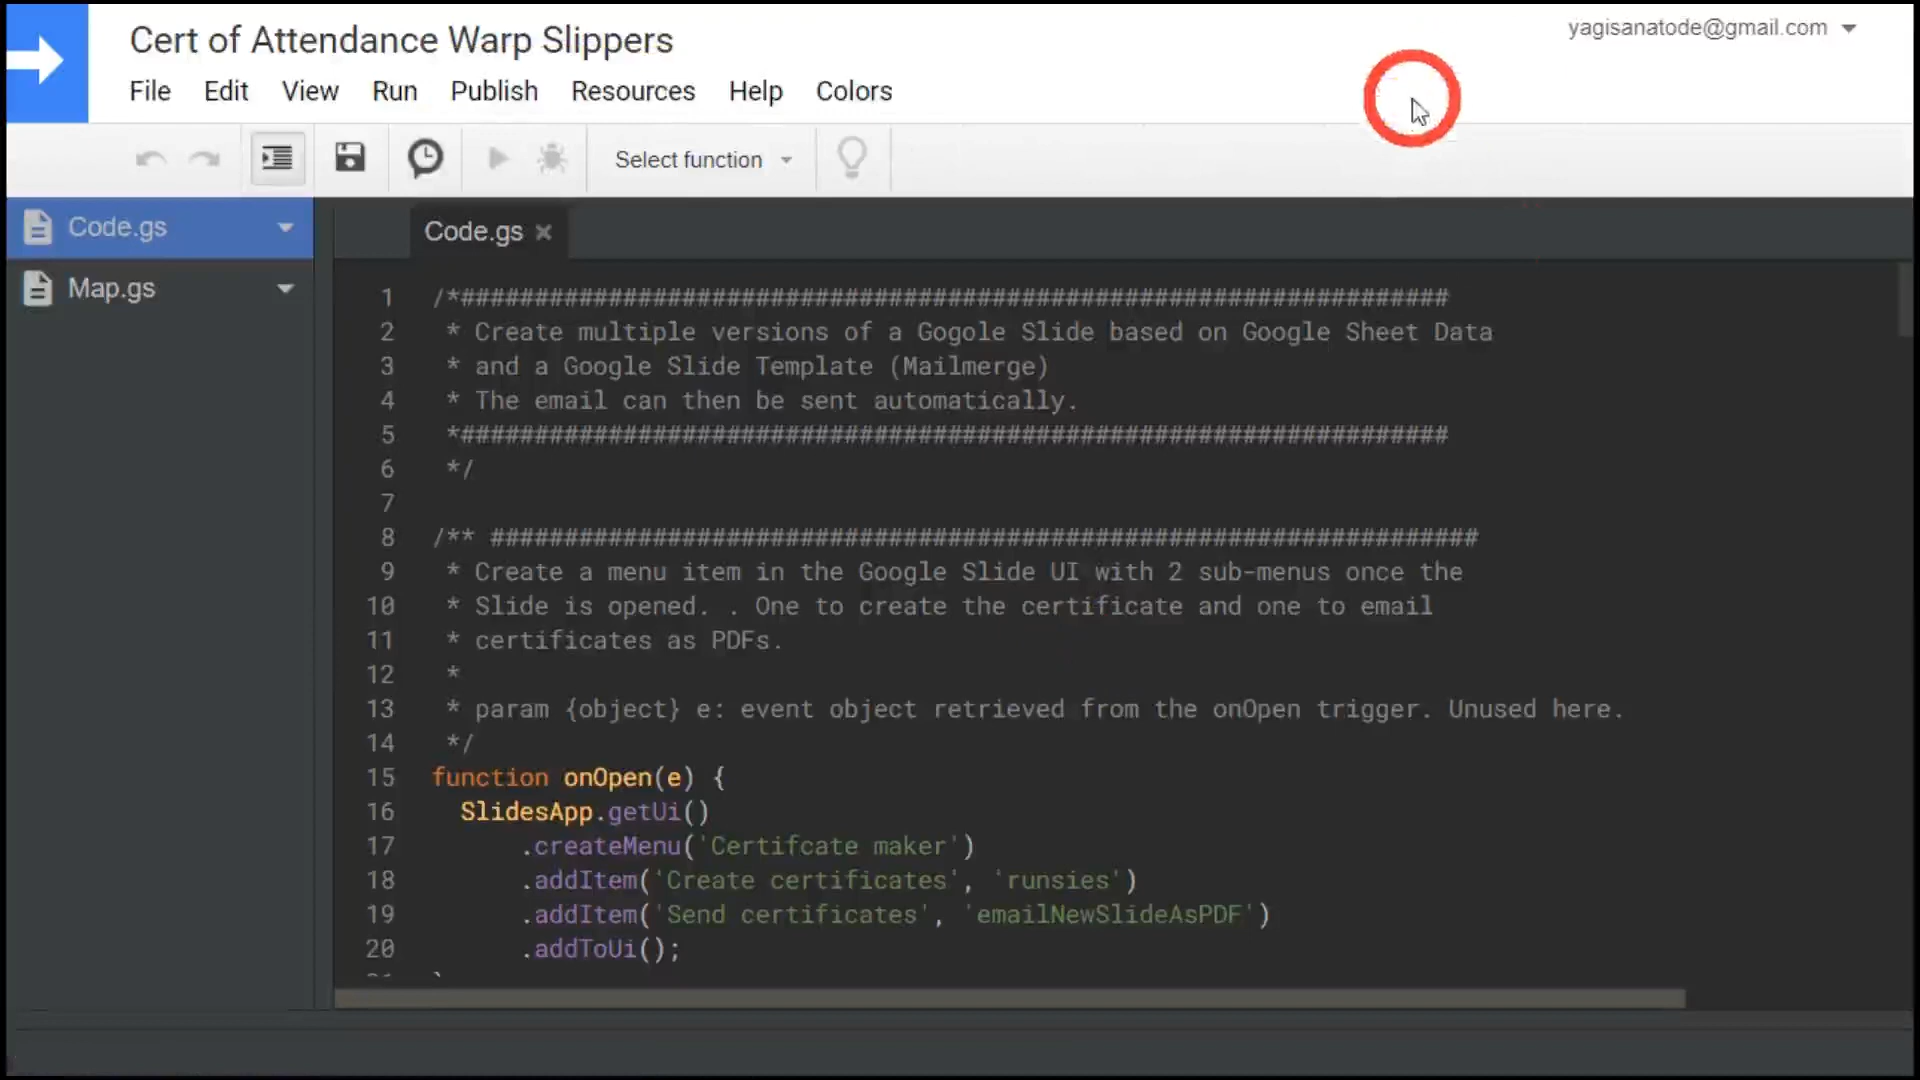 Cert of Attendance Warp Slippers
yagisanatode@gmail.com
File Edit View Run Publish Resources Help Colors
Select function
Code.gs
Map.gs
Code.gs ×
1 /*###################################################################
2 * Create multiple versions of a Gogole Slide based on Google Sheet Data
3 * and a Google Slide Template (Mailmerge)
4 * The email can then be sent automatically.
5 *###################################################################
6 */
7
8 /** ###################################################################
9 * Create a menu item in the Google Slide UI with 2 sub-menus once the
10 * Slide is opened. . One to create the certificate and one to email
11 * certificates as PDFs.
12 *
13 * param {object} e: event object retrieved from the onOpen trigger. Unused here.
14 */
15 function onOpen(e) {
16 SlidesApp.getUi()
17 .createMenu('Certifcate maker')
18 .addItem('Create certificates', 'runsies')
19 .addItem('Send certificates', 'emailNewSlideAsPDF')
20 .addToUi();